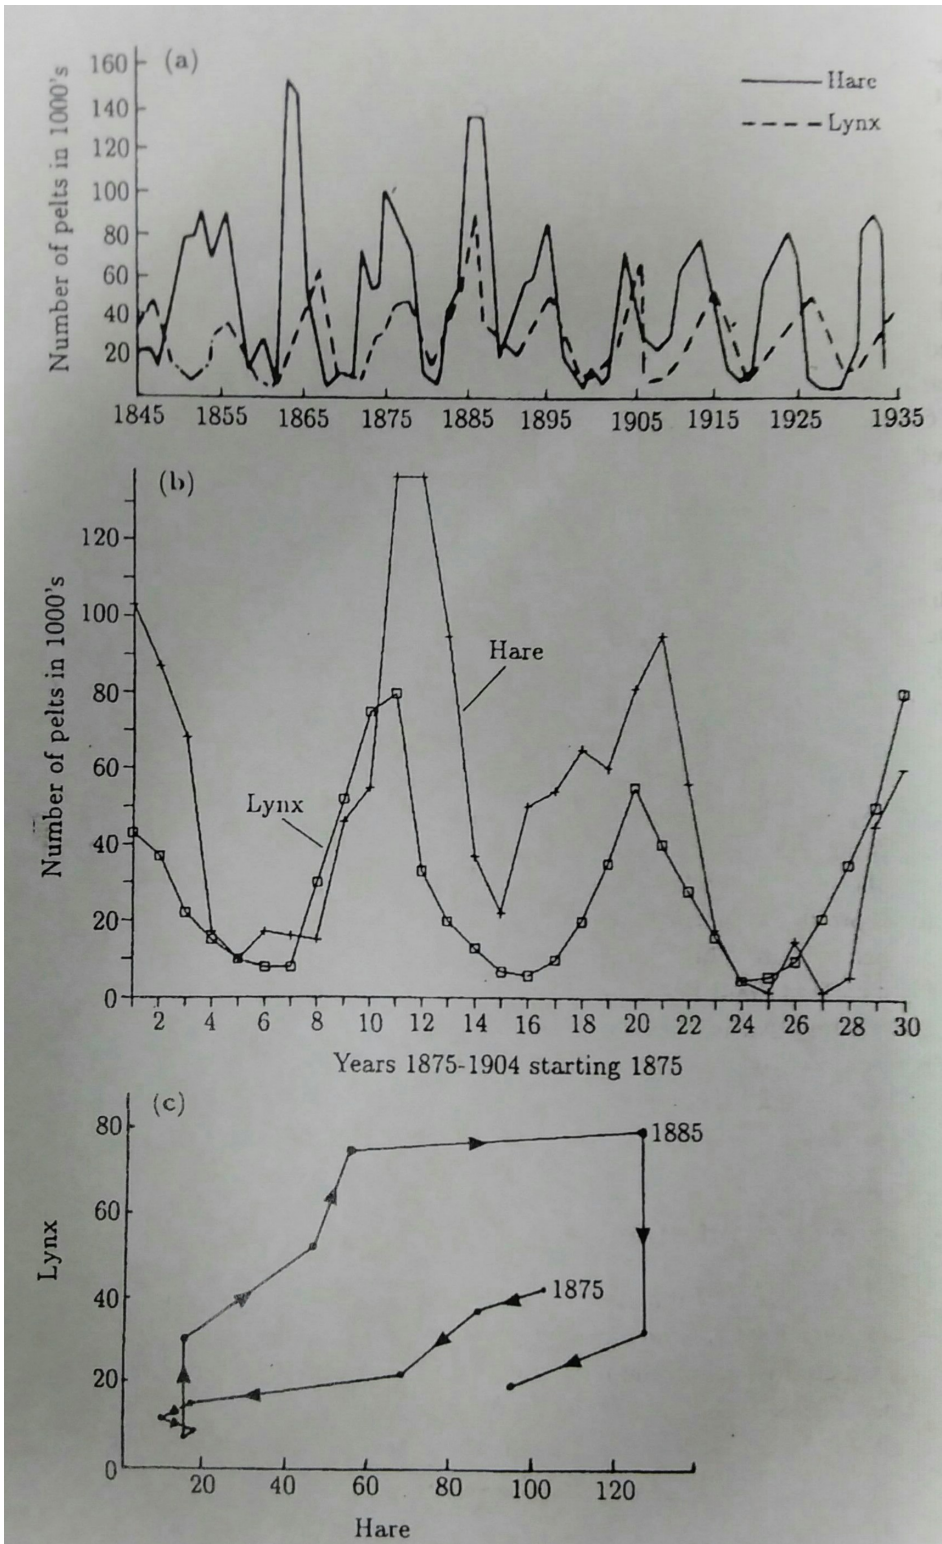 (a)
Number of pelts in 1000's
160
140
120
100
80
60
40
20
Hare
Lynx
1845 1855 1865 1875 1885 1895 1905 1915 1925 1935
(b)
Number of pelts in 1000's
120
100
80
60
40
20
0
Hare
Lynx
2 4 6 8 10 12 14 16 18 20 22 24 26 28 30
Years 1875-1904 starting 1875
(c)
Lynx
80
60
40
20
0
1885
1875
20 40 60 80 100 120
Hare